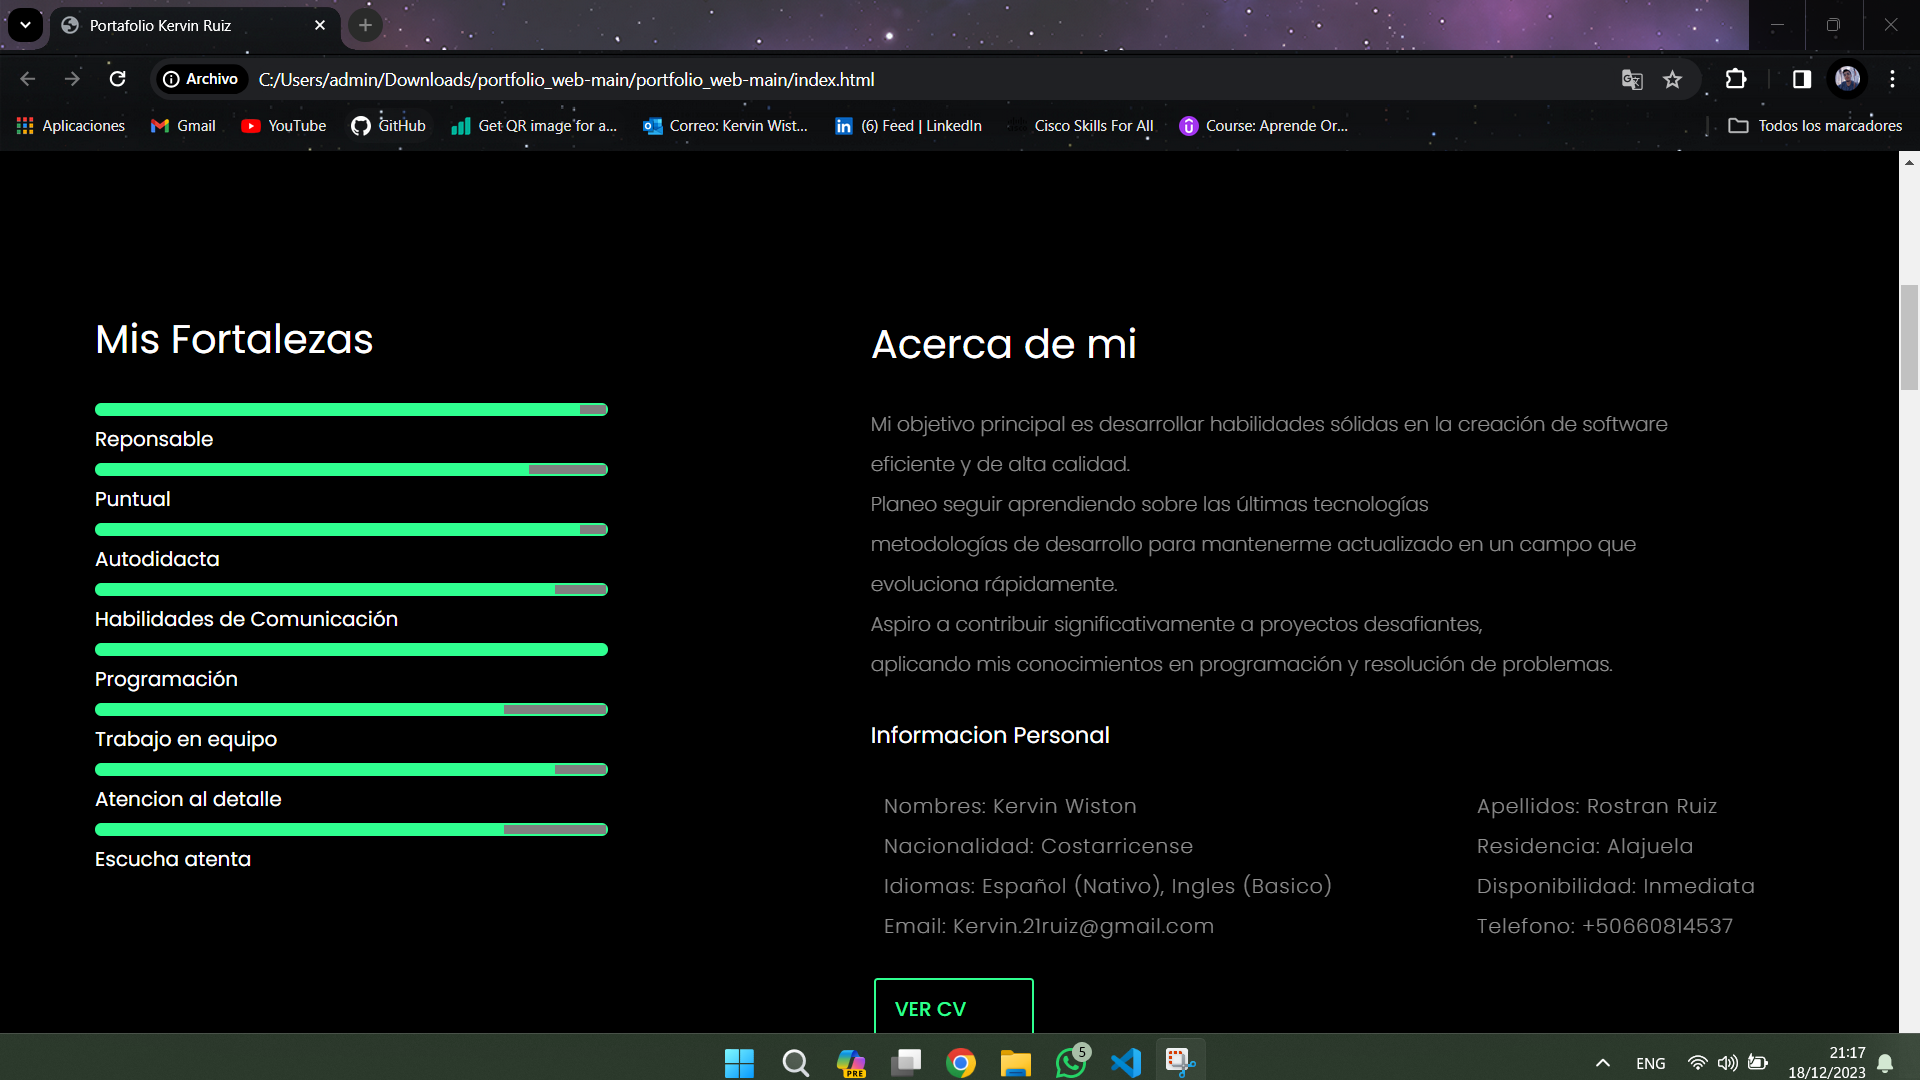 Portafolio Kervin Ruiz
Archivo
C:/Users/admin/Downloads/portfolio_web-main/portfolio_web-main/index.html
Aplicaciones
Gmail
YouTube
GitHub
Get QR image for a...
Correo: Kervin Wist...
(6) Feed | LinkedIn
Cisco Skills For All
Course: Aprende Or...
Todos los marcadores
Mis Fortalezas
Reponsable
Puntual
Autodidacta
Habilidades de Comunicación
Programación
Trabajo en equipo
Atencion al detalle
Escucha atenta
Acerca de mi
Mi objetivo principal es desarrollar habilidades sólidas en la creación de software
eficiente y de alta calidad.
Planeo seguir aprendiendo sobre las últimas tecnologías
metodologías de desarrollo para mantenerme actualizado en un campo que
evoluciona rápidamente.
Aspiro a contribuir significativamente a proyectos desafiantes,
aplicando mis conocimientos en programación y resolución de problemas.
Informacion Personal
Nombres: Kervin Wiston
Apellidos: Rostran Ruiz
Nacionalidad: Costarricense
Residencia: Alajuela
Idiomas: Español (Nativo), Ingles (Basico)
Disponibilidad: Inmediata
Email: Kervin.21ruiz@gmail.com
Telefono: +50660814537
VER CV
PRE
5
ENG
21:17
18/12/2023